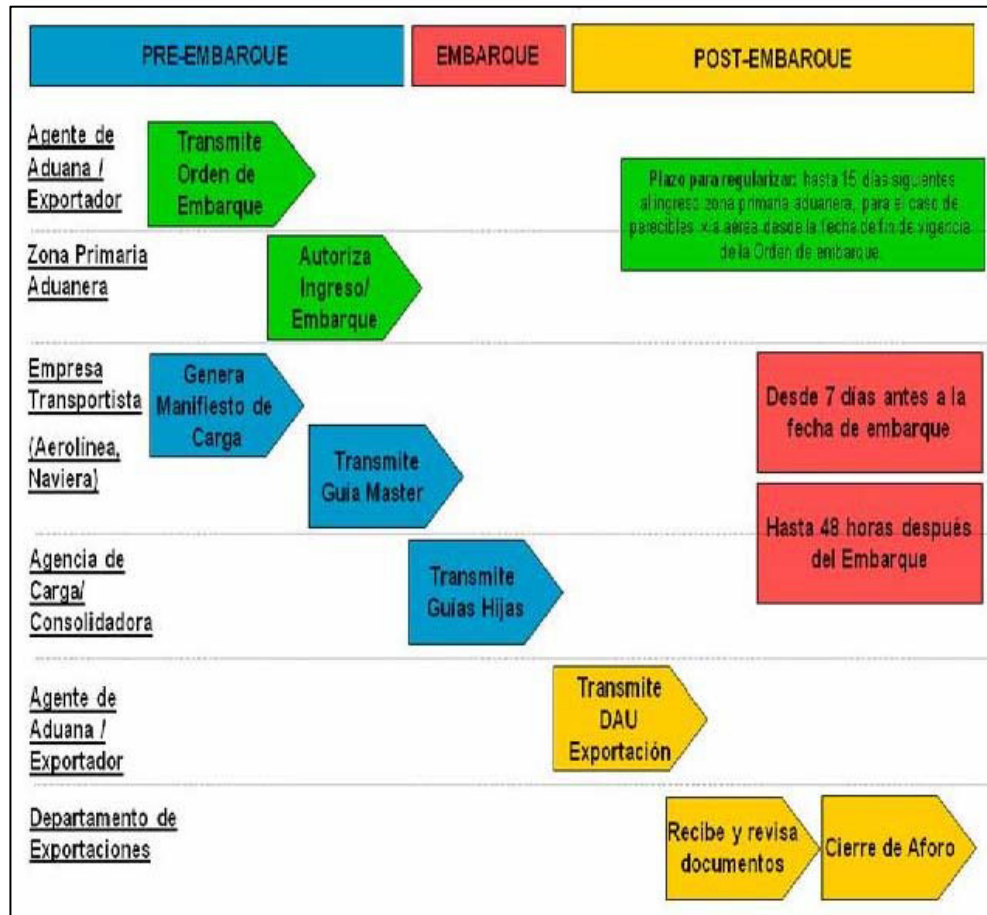 PRE-EMBARQUE
EMBARQUE
POST-EMBARQUE
Agente de
Aduana /
Exportador
Transmite
Orden de
Embarque
Plazo para regularizar: hasta 15 días siguientes
al ingreso zona primaria aduanera, para el caso de
parecibles vía aérea desde la fecha de fin de vigencia
de la Orden de embarque.
Zona Primaria
Aduanera
Autoriza
Ingreso/
Embarque
Empresa
Transportista
(Aerolínea,
Naviera)
Genera
Manifiesto de
Carga
Transmite
Guia Master
Desde 7 días antes a la
fecha de embarque
Hasta 48 horas después
del Embarque
Agencia de
Carga/
Consolidadora
Transmite
Guías Hijas
Agente de
Aduana /
Exportador
Transmite
DAU
Exportación
Departamento de
Exportaciones
Recibe y revisa
documentos
Cierre de Aforo